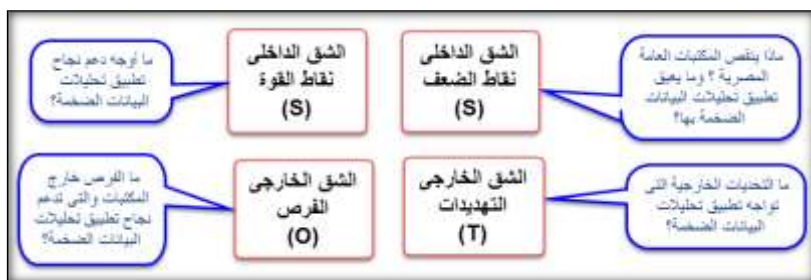 ماذا ينقص المكتبات العامة
المصرية ؟ وما يعيق
تطبيق تحليلات البيانات
الضخمة بها؟
الشق الداخلى
نقاط الضعف
(S)
الشق الداخلى
نقاط القوة
(S)
ما أوجه دعم نجاح
تطبيق تحليلات
البيانات الضخمة؟
ما التحديات الخارجية التى
تواجه تطبيق تحليلات
البيانات الضخمة؟
الشق الخارجى
التهديدات
(T)
الشق الخارجى
الفرص
(O)
ما الفرص خارج
المكتبات والتى تدعم
نجاح تطبيق تحليلات
البيانات الضخمة؟